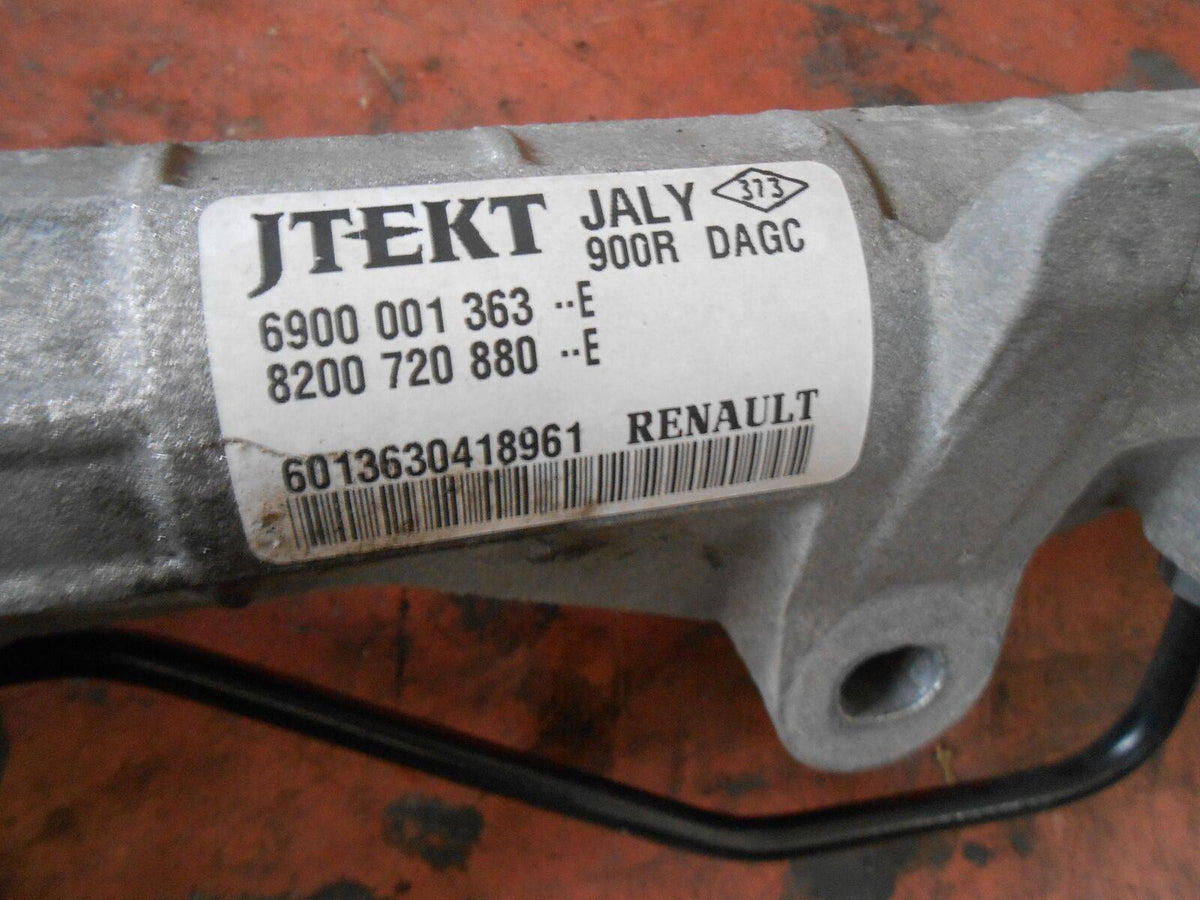 JTEKT JALY 373
900R DAGC
6900 001 363 --E
8200 720 880 --E
6013630418961 RENAULT